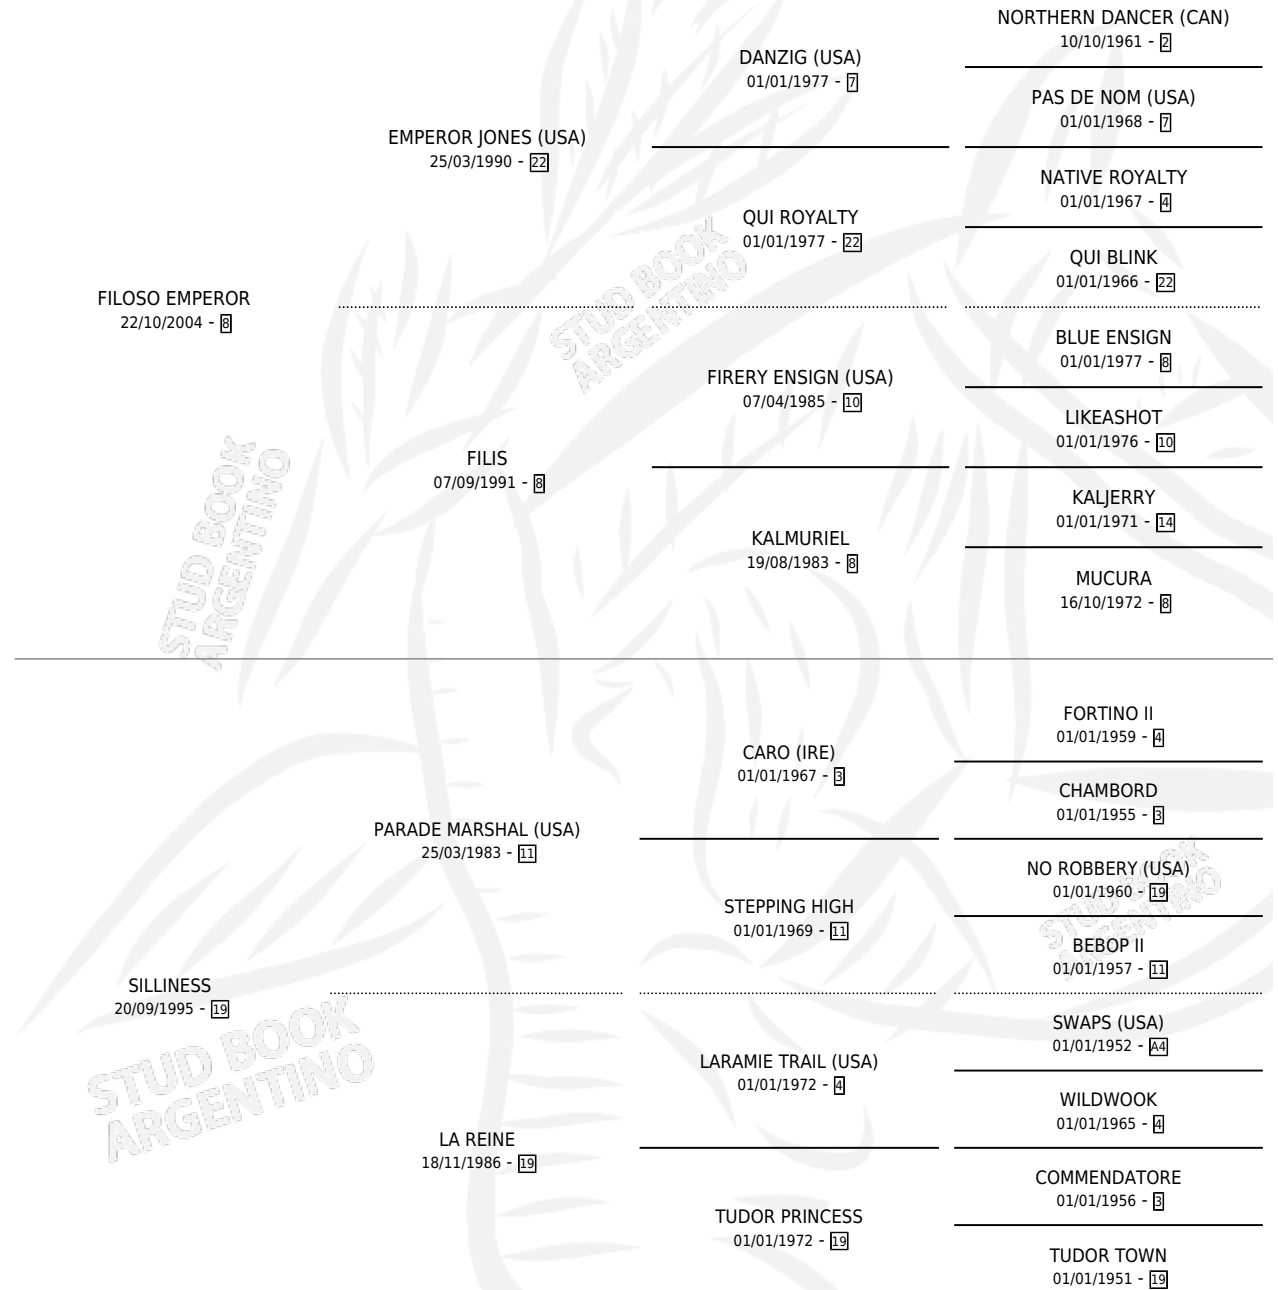 NORTHERN DANCER (CAN)
10/10/1961 - 2
DANZIG (USA)
01/01/1977 - 7
PAS DE NOM (USA)
01/01/1968 - 7
EMPEROR JONES (USA)
25/03/1990 - 22
NATIVE ROYALTY
01/01/1967 - 4
QUI ROYALTY
01/01/1977 - 22
QUI BLINK
01/01/1966 - 22
FILOSO EMPEROR
22/10/2004 - 8
BLUE ENSIGN
01/01/1977 - 8
FIRERY ENSIGN (USA)
07/04/1985 - 10
LIKEASHOT
01/01/1976 - 10
FILIS
07/09/1991 - 8
KALJERRY
01/01/1971 - 14
KALMURIEL
19/08/1983 - 8
MUCURA
16/10/1972 - 8
FORTINO II
01/01/1959 - 4
CARO (IRE)
01/01/1967 - 3
CHAMBORD
01/01/1955 - 3
PARADE MARSHAL (USA)
25/03/1983 - 11
NO ROBBERY (USA)
01/01/1960 - 19
STEPPING HIGH
01/01/1969 - 11
BEBOP II
01/01/1957 - 11
SILLINESS
20/09/1995 - 19
SWAPS (USA)
01/01/1952 - A4
LARAMIE TRAIL (USA)
01/01/1972 - 4
WILDWOOK
01/01/1965 - 4
LA REINE
18/11/1986 - 19
COMMENDATORE
01/01/1956 - 3
TUDOR PRINCESS
01/01/1972 - 19
TUDOR TOWN
01/01/1951 - 19
STUD BOOK
ARGENTINO
STUD BOOK
ARGENTINO
STUD BOOK
ARGENTINO
STUD BOOK
ARGENTINO